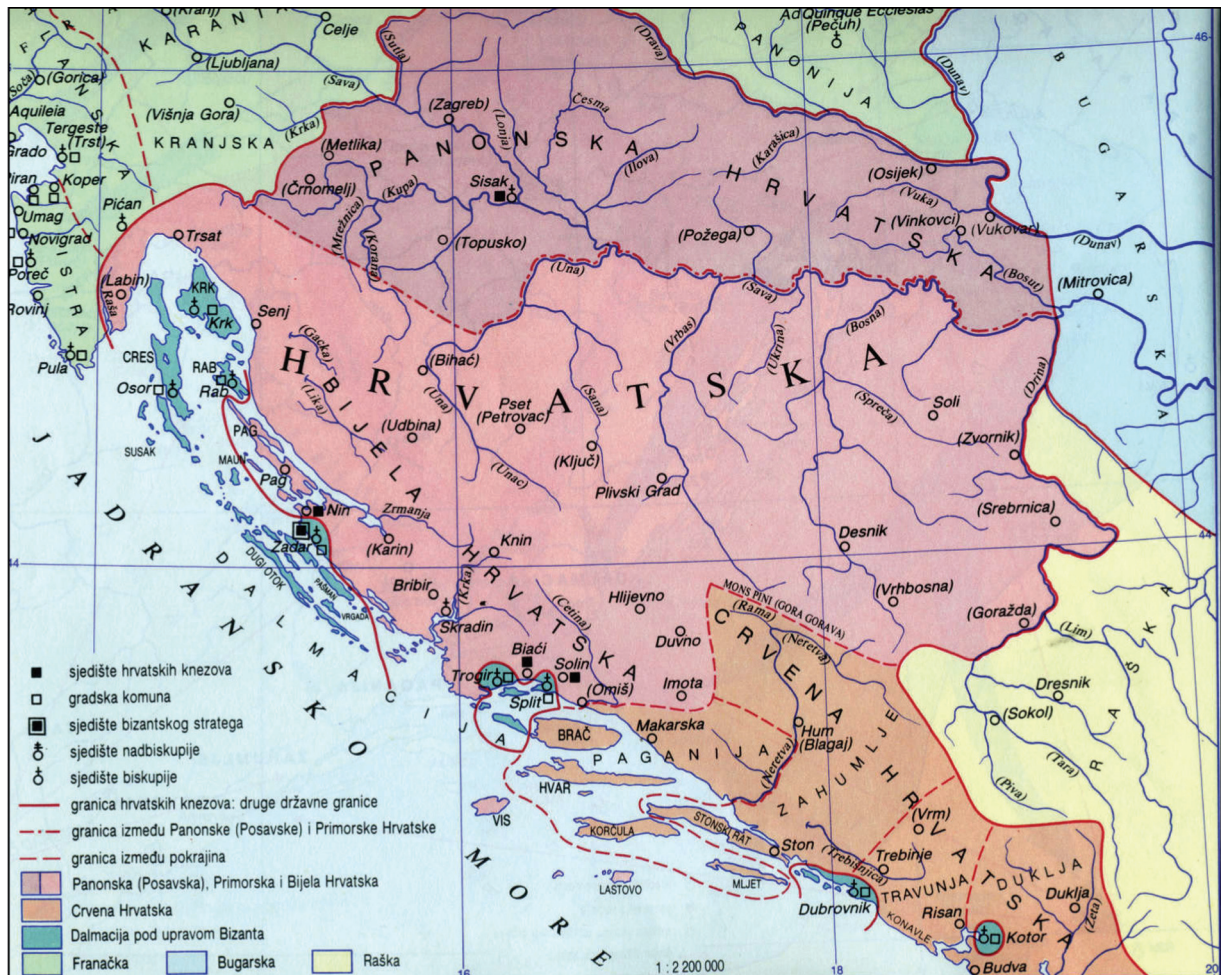 (Kranj)
KARANTA
Celje
(Sutla)
(Drava)
Ad Quinque Ecclesias
(Pečuh)
PANONIJA
(Dunav)
46
FRANAČKA
(Soča)
(Gorica)
(Ljubljana)
(Sava)
Aquileia
Tergeste
(Trst)
Grado
(Višnja Gora)
KRANJSKA
(Krka)
(Metlika)
(Zagreb)
(Lonja)
Česma
PANONSKA
(Ilova)
(Karašica)
HRVATSKA
BUGARSKA
Piran
Koper
(Črnomelj)
(Kupa)
Sisak
(Osijek)
Umag
Pićan
(Vuka)
(Vinkovci)
(Vukovar)
Novigrad
(Mrežnica)
(Korana)
(Topusko)
(Požega)
(Dunav)
Trsat
ISTRA
Poreč
(Una)
(Bosut)
(Mitrovica)
(Labin)
Raša
KRK
Krk
(Sava)
Rovinj
Senj
(Vrbas)
(Ukrina)
(Bosna)
HRVATSKA
Pula
CRES
RAB
Rab
Osor
(Gacka)
(Lika)
BIJELA
(Bihać)
(Una)
Pset
(Petrovac)
(Sana)
(Spreča)
Soli
(Drina)
(Udbina)
(Zvornik)
SUSAK
PAG
MAUN
Pag
(Unac)
(Ključ)
Plivski Grad
(Srebrnica)
Nin
Zrmanja
Zadar
(Karin)
Knin
Desnik
44
44
DUGI OTOK
PAŠMAN
VRGADA
Bribir
(Krka)
HRVATSKA
(Cetina)
Hlijevno
MONS PINI (GORA GORAVA)
(Rama)
(Neretva)
(Vrhbosna)
(Goražda)
(Lim)
Skradin
Duvno
CRVENA HRVATSKA
RAŠKA
Biaći
Trogir
Solin
Split
(Omiš)
Imota
Dresnik
(Sokol)
JADRANSKO MORE
DALMACIJA
BRAČ
Makarska
PAGANIJA
(Neretva)
Hum
(Blagaj)
ZAHUMLJE
(Tara)
(Piva)
HVAR
VIS
KORČULA
STONSKI RAT
Ston
(Trebišnjica)
(Vrm)
Trebinje
LASTOVO
MLJET
Dubrovnik
TRAVUNJA
DUKLJA
Duklja
(Zeta)
KONAVLE
Risan
Kotor
Budva
sjedište hrvatskih knezova
gradska komuna
sjedište bizantskog stratega
sjedište nadbiskupije
sjedište biskupije
granica hrvatskih knezova: druge državne granice
granica između Panonske (Posavske) i Primorske Hrvatske
granica između pokrajina
Panonska (Posavska), Primorska i Bijela Hrvatska
Crvena Hrvatska
Dalmacija pod upravom Bizanta
Franačka
Bugarska
Raška
16
1 : 2 200 000
18
20